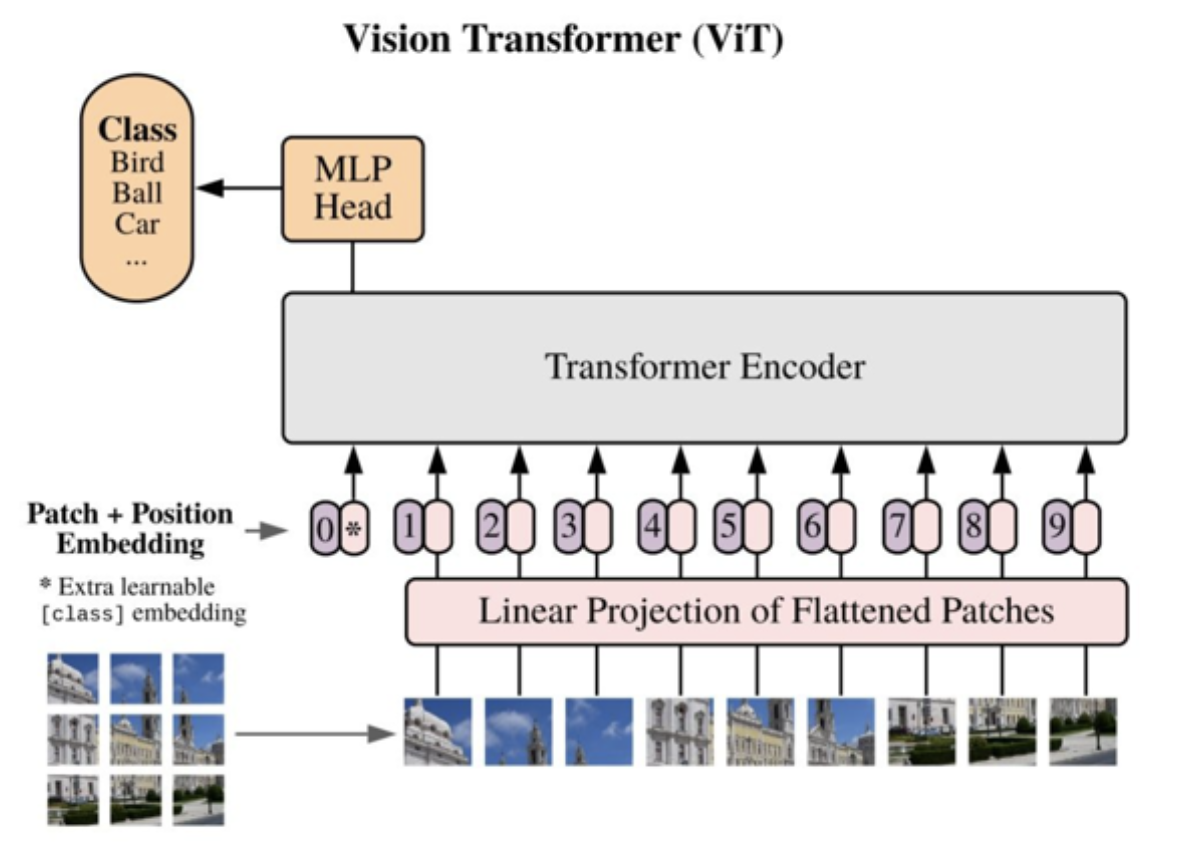 Vision Transformer (ViT)
Class
Bird
Ball
Car
...
MLP
Head
Transformer Encoder
Patch + Position
Embedding
0 * 1 2 3 4 5 6 7 8 9
* Extra learnable
[class] embedding
Linear Projection of Flattened Patches